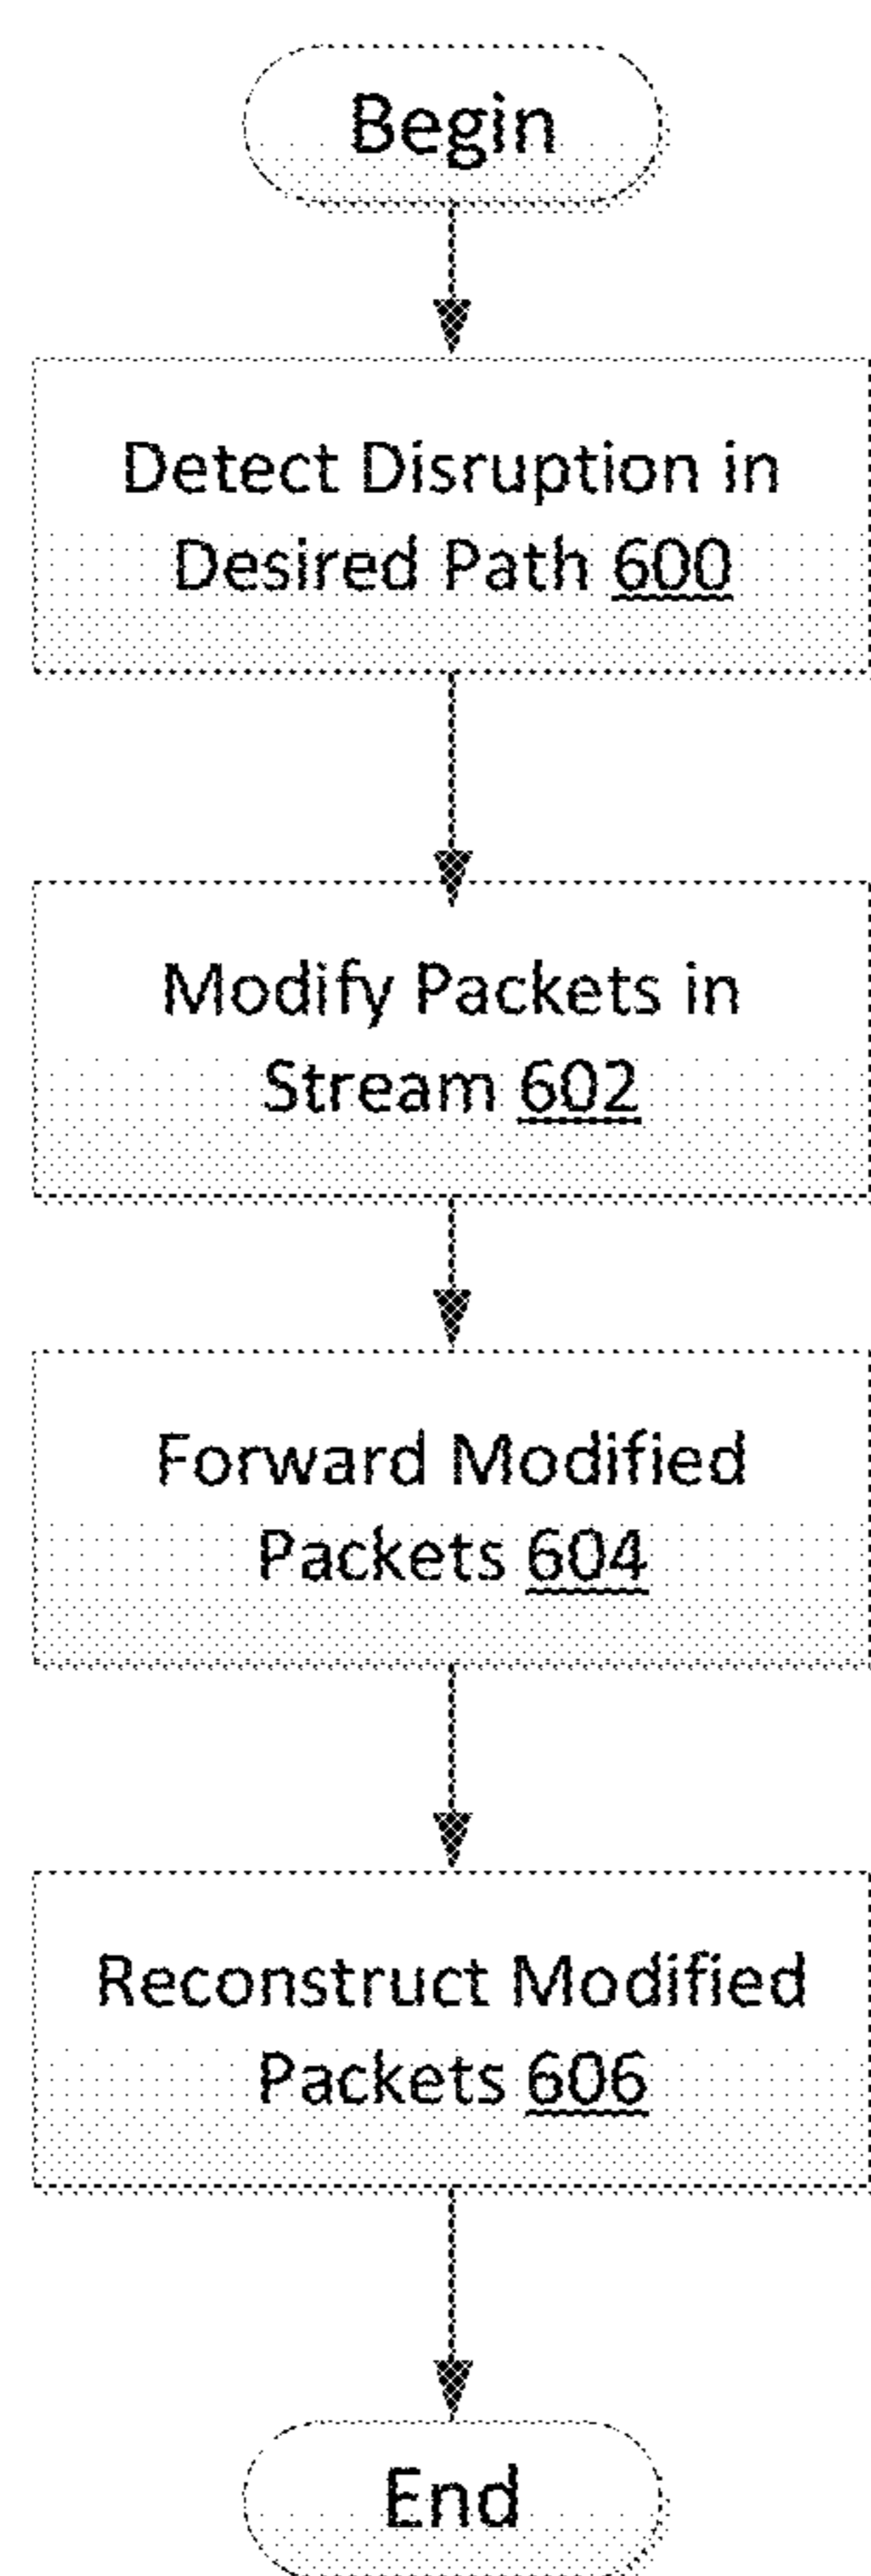 Begin
Detect Disruption in
Desired Path 600
Modify Packets in
Stream 602
Forward Modified
Packets 604
Reconstruct Modified
Packets 606
End